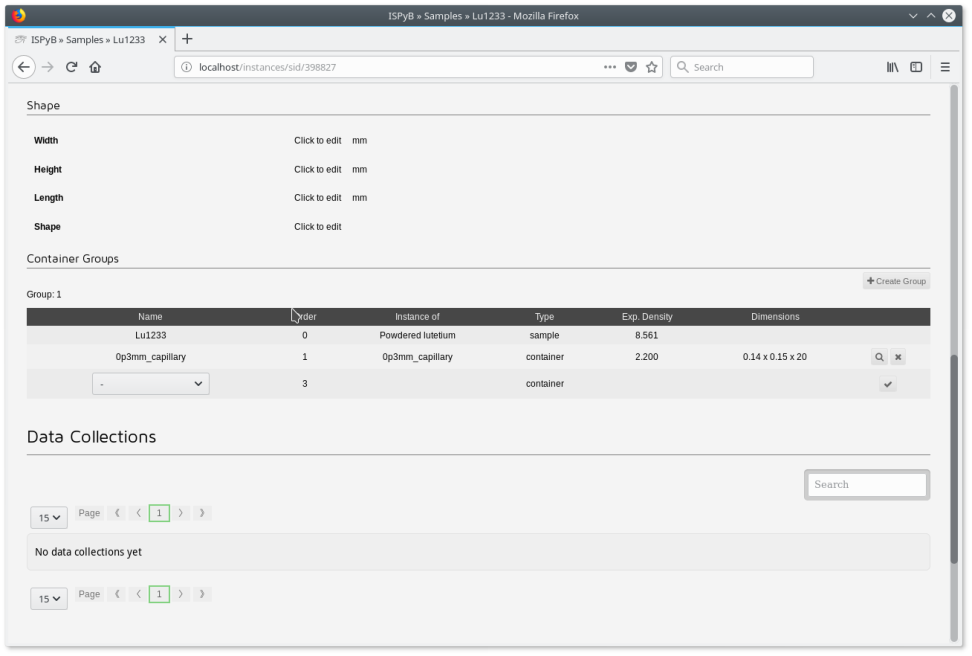 ISPyB » Samples » Lu1233 - Mozilla Firefox
ISPyB » Samples » Lu1233
localhost/instances/sid/398827
Search
Shape
Width Click to edit mm
Height Click to edit mm
Length Click to edit mm
Shape Click to edit
Container Groups
+ Create Group
Group: 1
Name Order Instance of Type Exp. Density Dimensions
Lu1233 0 Powdered lutetium sample 8.561
0p3mm_capillary 1 0p3mm_capillary container 2.200 0.14 x 0.15 x 20
- 3 container
Data Collections
Search
15 Page 1
No data collections yet
15 Page 1